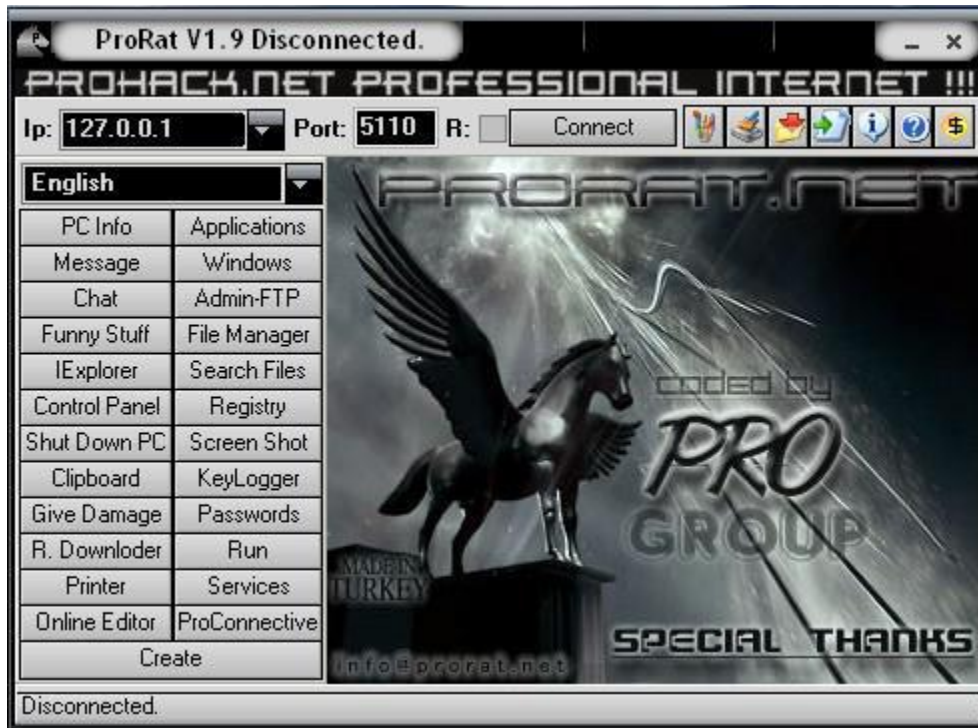 ProRat V1.9 Disconnected.
PROHACK.NET PROFESSIONAL INTERNET !!!
Ip: 127.0.0.1 Port: 5110 R: Connect
English
PC Info Applications
Message Windows
Chat Admin-FTP
Funny Stuff File Manager
IExplorer Search Files
Control Panel Registry
Shut Down PC Screen Shot
Clipboard KeyLogger
Give Damage Passwords
R. Downloder Run
Printer Services
Online Editor ProConnective
Create
PRORAT.NET
coded by
PRO
GROUP
MADE IN
TURKEY
SPECIAL THANKS
info@prorat.net
Disconnected.